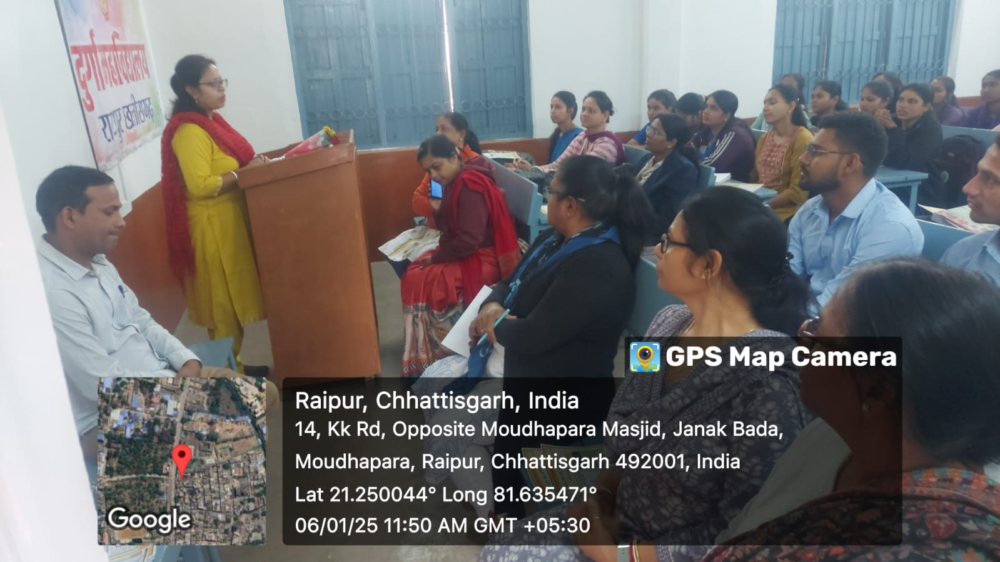 दुर्गा महाविद्यालय
रायपुर छत्तीसगढ़
GPS Map Camera
Raipur, Chhattisgarh, India
14, Kk Rd, Opposite Moudhapara Masjid, Janak Bada,
Moudhapara, Raipur, Chhattisgarh 492001, India
Lat 21.250044° Long 81.635471°
06/01/25 11:50 AM GMT +05:30
Google